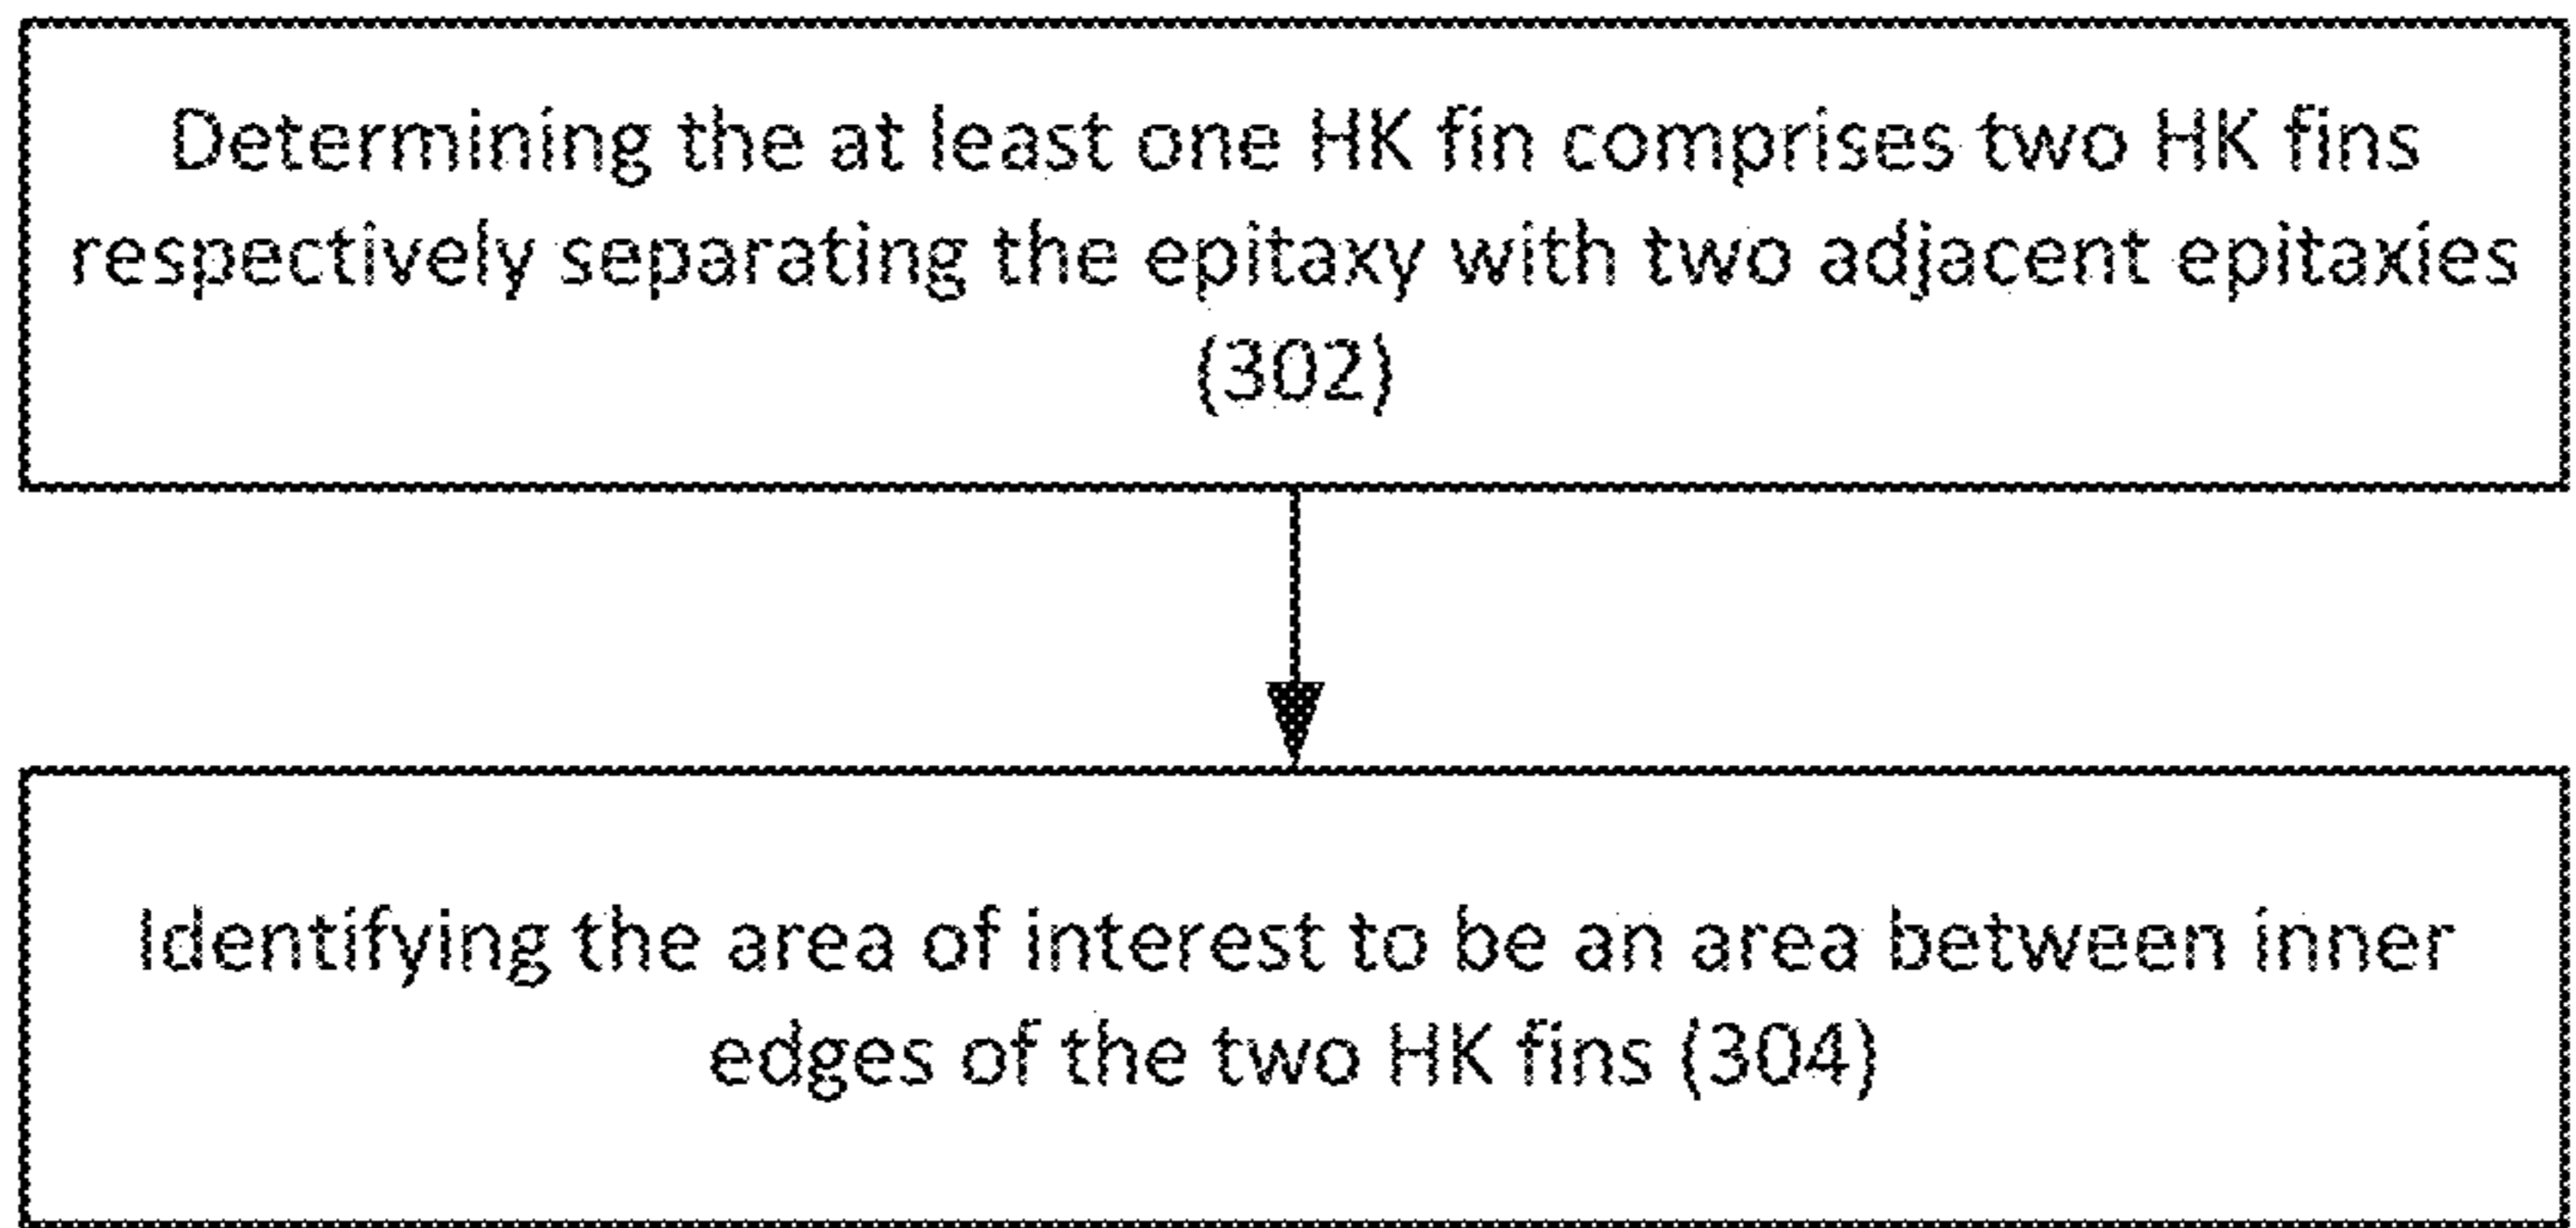 Determining the at least one HK fin comprises two HK fins
respectively separating the epitaxy with two adjacent epitaxies
(302)
Identifying the area of interest to be an area between inner
edges of the two HK fins (304)